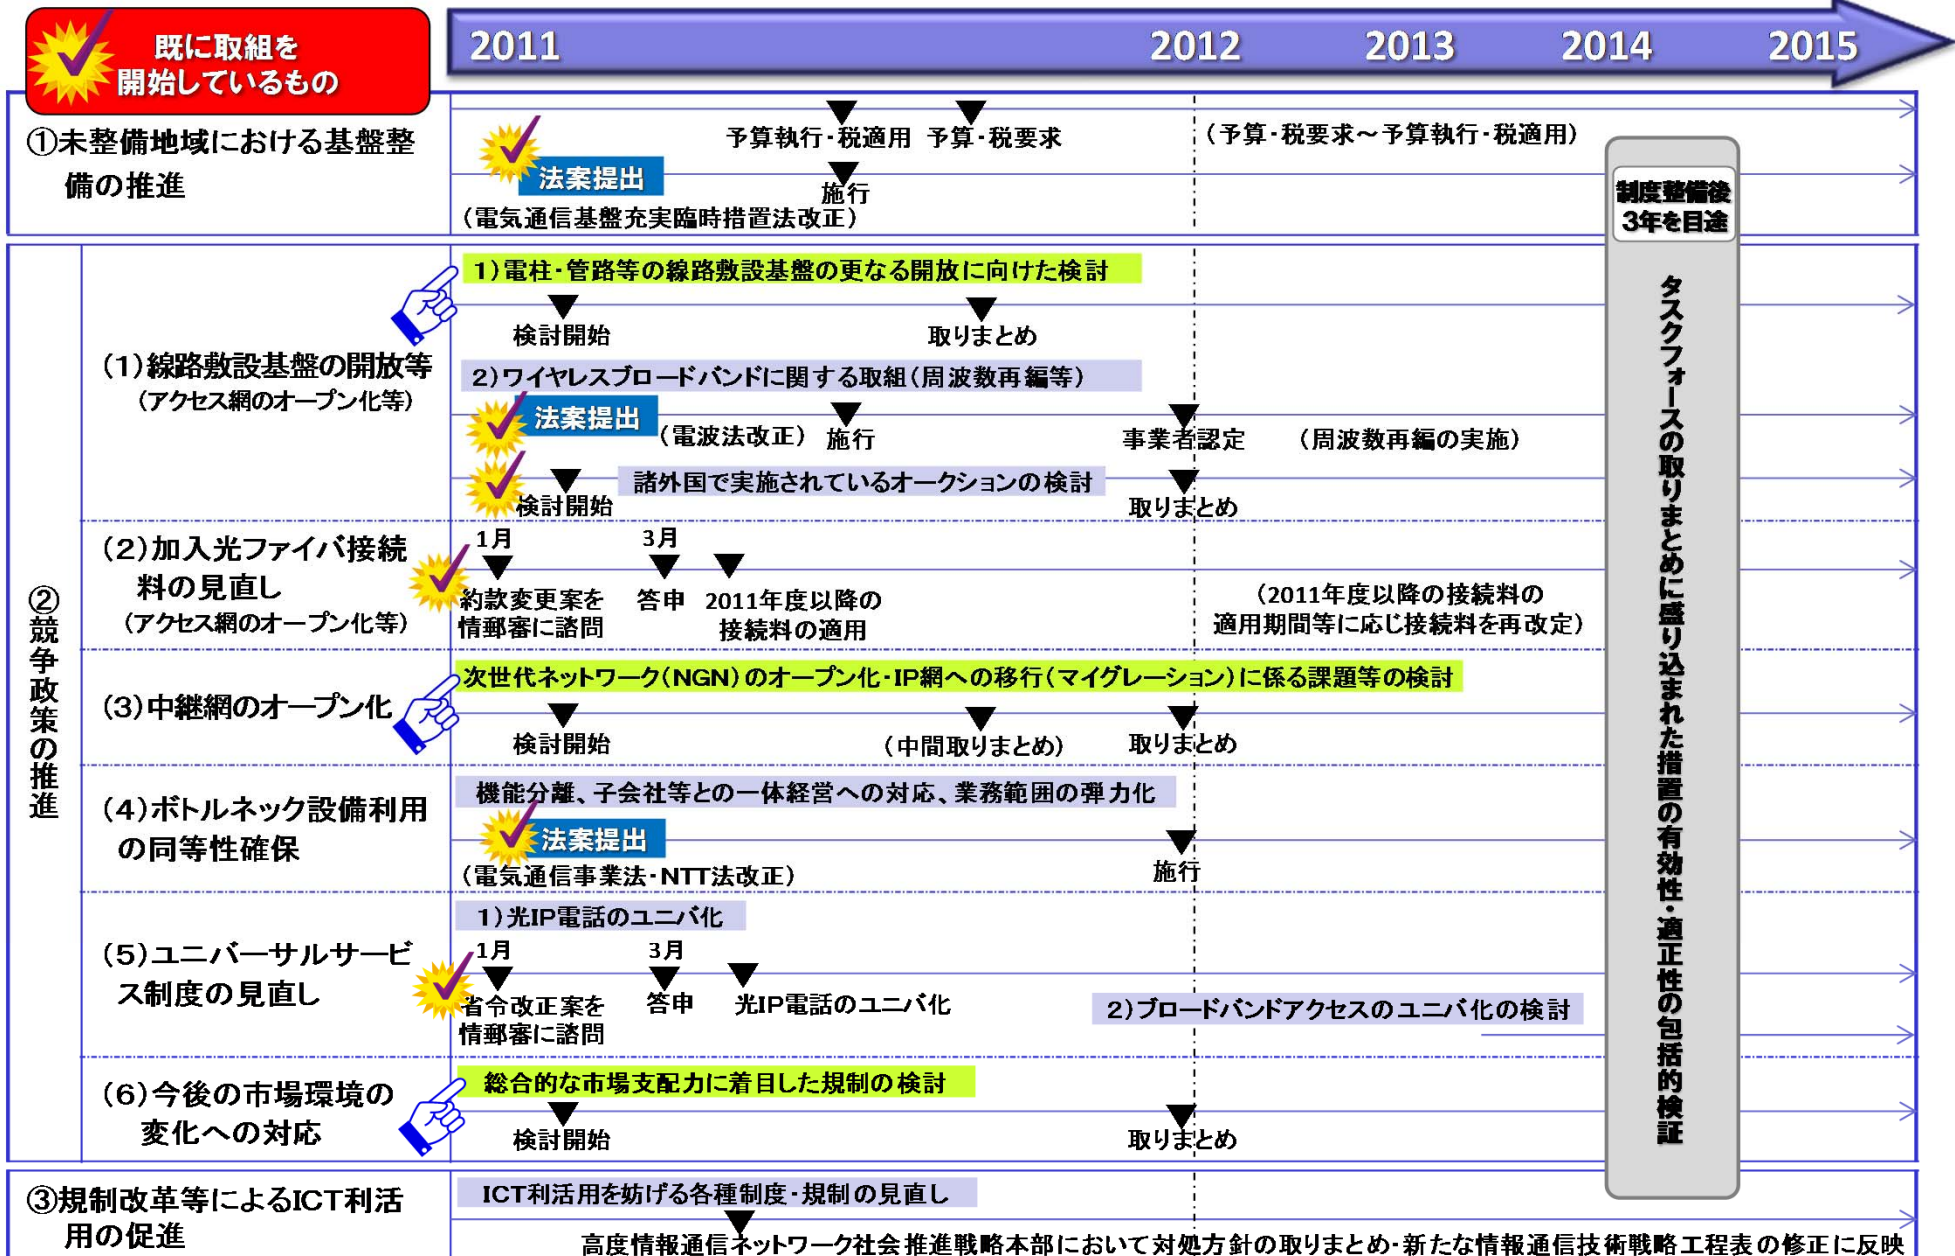 既に取組を
開始しているもの
2011
2012
2013
2014
2015
①未整備地域における基盤整
備の推進
予算執行・税適用
予算・税要求
(予算・税要求～予算執行・税適用)
法案提出
施行
(電気通信基盤充実臨時措置法改正)
制度整備後
3年を目途
タスクフォースの取りまとめに盛り込まれた措置の有効性・適正性の包括的検証
②競争政策の推進
(1)線路敷設基盤の開放等
(アクセス網のオープン化等)
1)電柱・管路等の線路敷設基盤の更なる開放に向けた検討
検討開始
取りまとめ
2)ワイヤレスブロードバンドに関する取組(周波数再編等)
法案提出
(電波法改正)
施行
事業者認定
(周波数再編の実施)
諸外国で実施されているオークションの検討
検討開始
取りまとめ
(2)加入光ファイバ接続
料の見直し
(アクセス網のオープン化等)
1月
3月
約款変更案を
情郵審に諮問
答申
2011年度以降の
接続料の適用
(2011年度以降の接続料の
適用期間等に応じ接続料を再改定)
(3)中継網のオープン化
次世代ネットワーク(NGN)のオープン化・IP網への移行(マイグレーション)に係る課題等の検討
検討開始
(中間取りまとめ)
取りまとめ
(4)ボトルネック設備利用
の同等性確保
機能分離、子会社等との一体経営への対応、業務範囲の弾力化
法案提出
(電気通信事業法・NTT法改正)
施行
(5)ユニバーサルサービ
ス制度の見直し
1)光IP電話のユニバ化
1月
3月
省令改正案を
情郵審に諮問
答申
光IP電話のユニバ化
2)ブロードバンドアクセスのユニバ化の検討
(6)今後の市場環境の
変化への対応
総合的な市場支配力に着目した規制の検討
検討開始
取りまとめ
③規制改革等によるICT利活
用の促進
ICT利活用を妨げる各種制度・規制の見直し
高度情報通信ネットワーク社会推進戦略本部において対処方針の取りまとめ・新たな情報通信技術戦略工程表の修正に反映